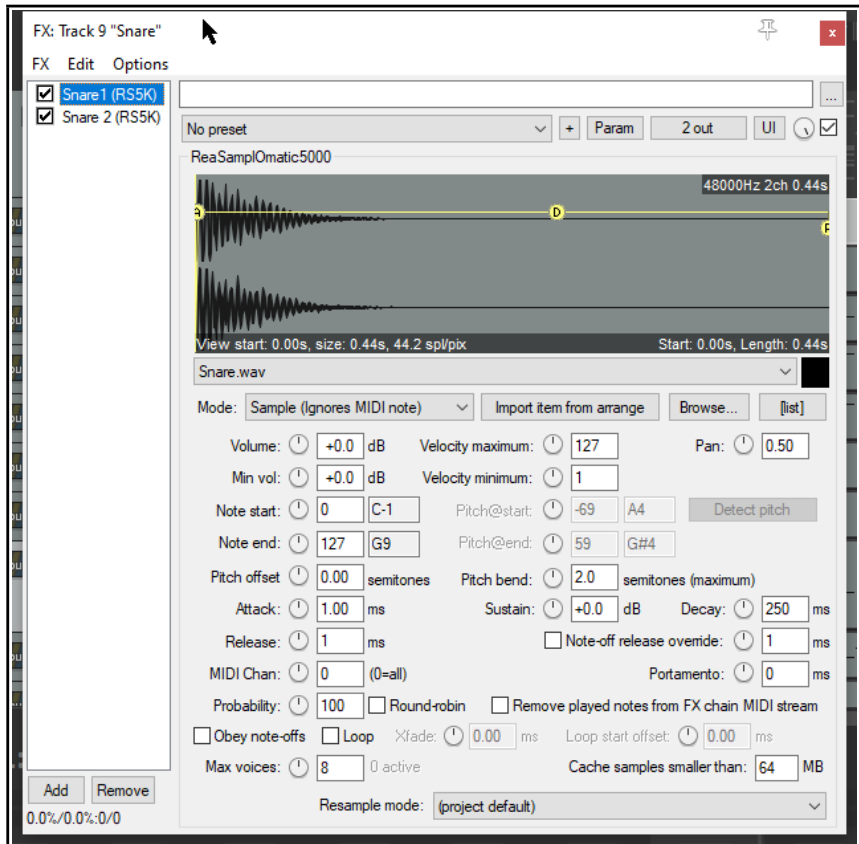 FX: Track 9 "Snare"
x
FX Edit Options
Snare1 (RS5K)
Snare 2 (RS5K)
...
No preset + Param 2 out UI
ReaSamplOmatic5000
48000Hz 2ch 0.44s
A D
View start: 0.00s, size: 0.44s, 44.2 spl/pix Start: 0.00s, Length: 0.44s
Snare.wav
Mode: Sample (Ignores MIDI note) Import item from arrange Browse... [list]
Volume: +0.0 dB Velocity maximum: 127 Pan: 0.50
Min vol: +0.0 dB Velocity minimum: 1
Note start: 0 C-1 Pitch@start: -69 A4 Detect pitch
Note end: 127 G9 Pitch@end: 59 G#4
Pitch offset 0.00 semitones Pitch bend: 2.0 semitones (maximum)
Attack: 1.00 ms Sustain: +0.0 dB Decay: 250 ms
Release: 1 ms Note-off release override: 1 ms
MIDI Chan: 0 (0=all) Portamento: 0 ms
Probability: 100 Round-robin Remove played notes from FX chain MIDI stream
Obey note-offs Loop Xfade: 0.00 ms Loop start offset: 0.00 ms
Max voices: 8 0 active Cache samples smaller than: 64 MB
Resample mode: (project default)
Add Remove
0.0%/0.0%:0/0